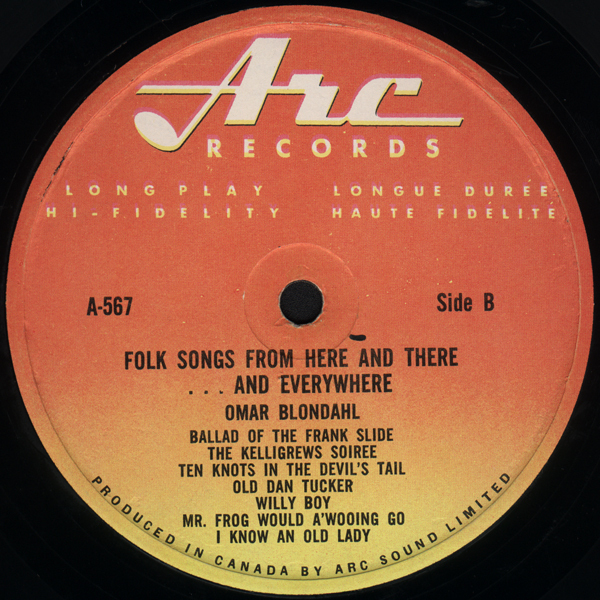 Arc
RECORDS
LONG PLAY LONGUE DURÉE
HI-FIDELITY HAUTE FIDÉLITÉ
A-567 Side B
FOLK SONGS FROM HERE AND THERE
...AND EVERYWHERE
OMAR BLONDAHL
BALLAD OF THE FRANK SLIDE
THE KELLIGREWS SOIREE
TEN KNOTS IN THE DEVIL'S TAIL
OLD DAN TUCKER
WILLY BOY
MR. FROG WOULD A'WOOING GO
I KNOW AN OLD LADY
PRODUCED IN CANADA BY ARC SOUND LIMITED